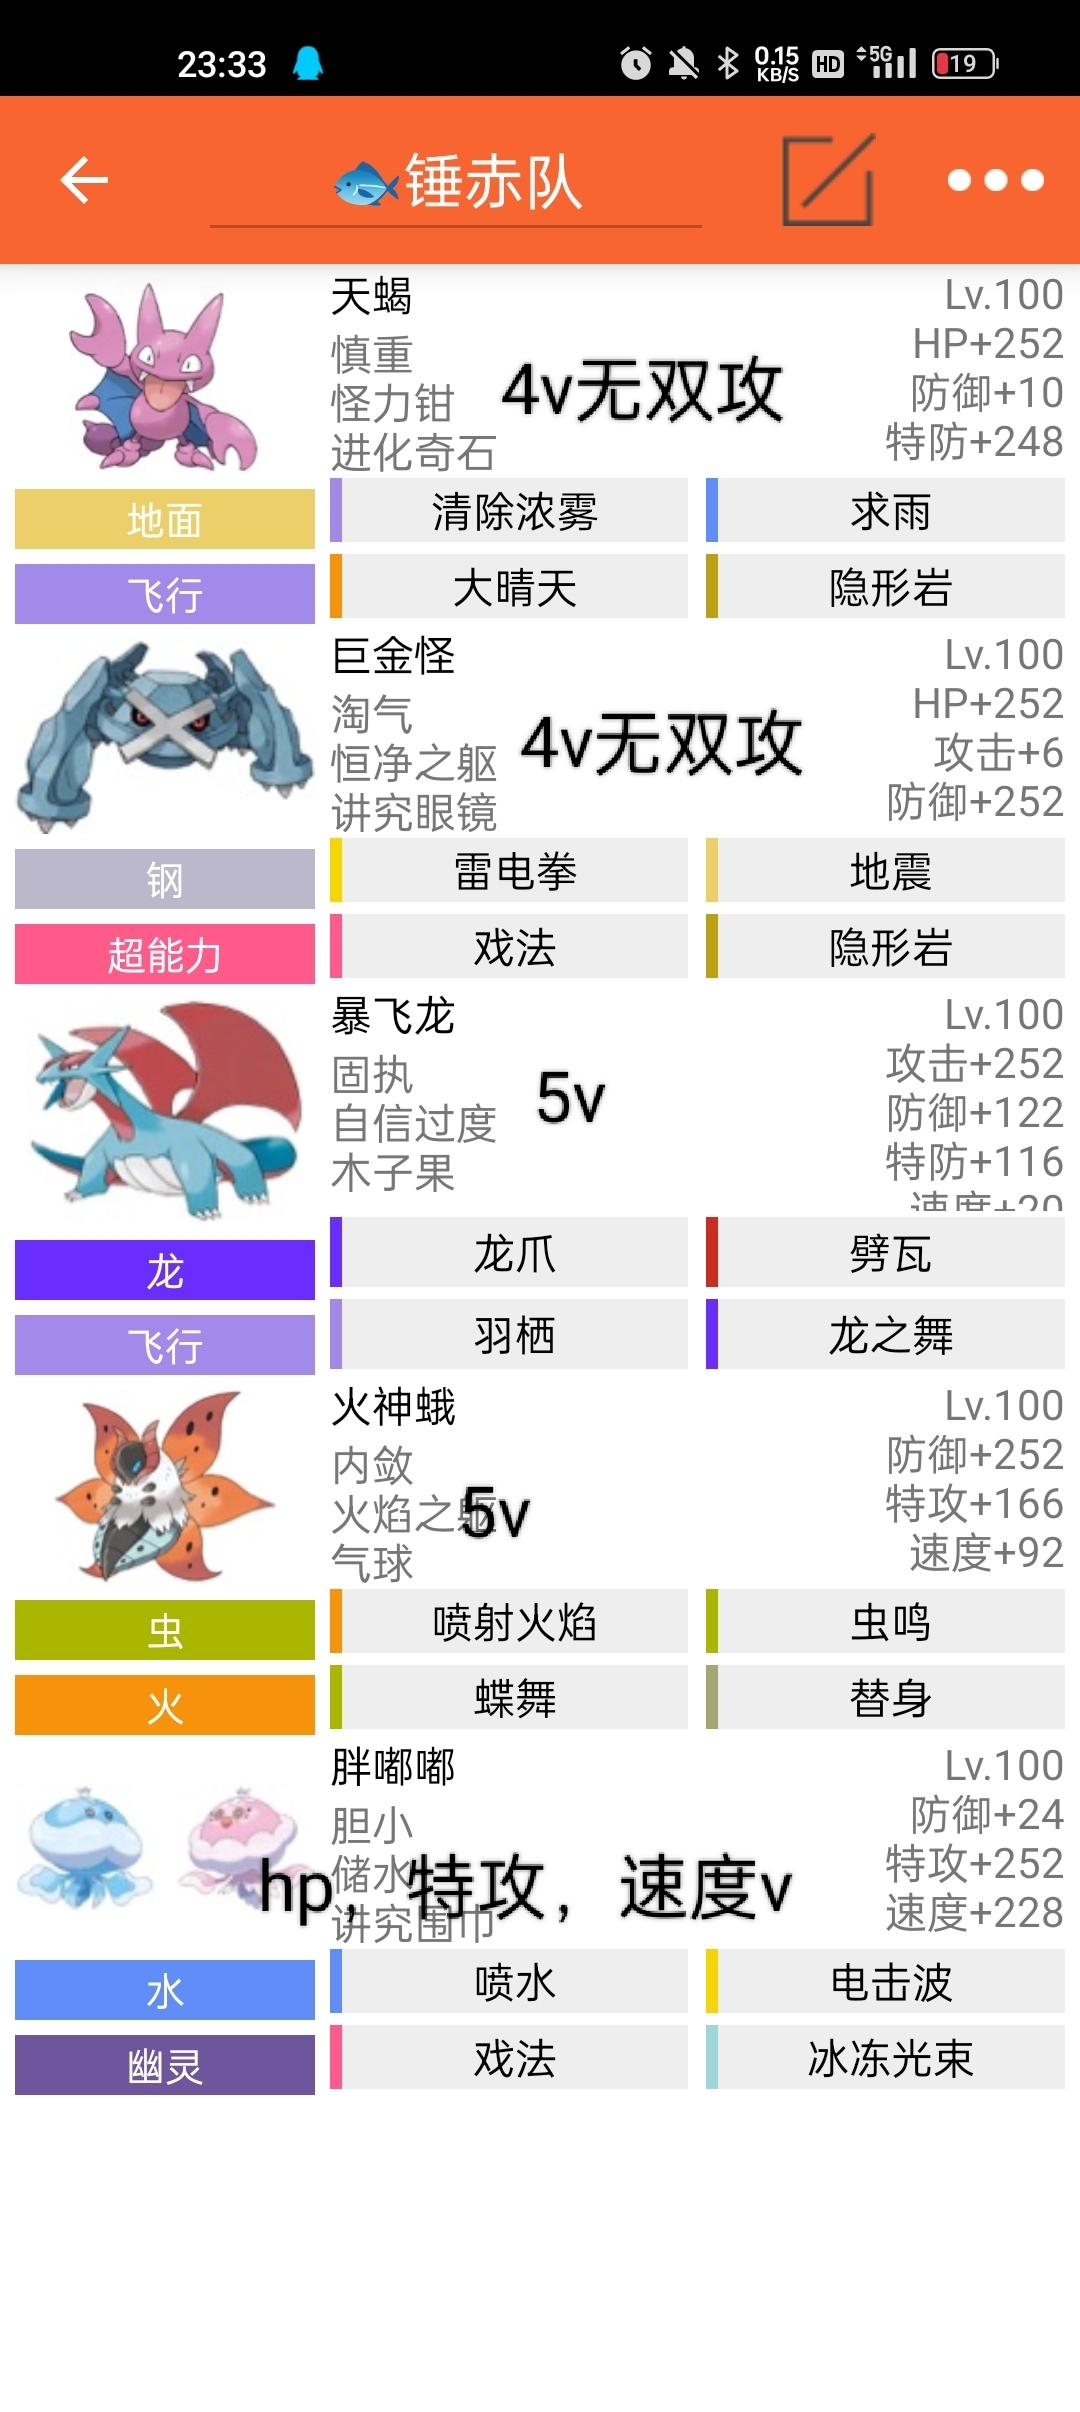 23:33 0.15 KB/S HD 5G 19
锤赤队
天蝎
Lv.100
慎重
HP+252
怪力钳
4v无双攻
防御+10
进化奇石
特防+248
地面
清除浓雾
求雨
飞行
大晴天
隐形岩
巨金怪
Lv.100
淘气
HP+252
恒净之躯
4v无双攻
攻击+6
讲究眼镜
防御+252
钢
雷电拳
地震
超能力
戏法
隐形岩
暴飞龙
Lv.100
固执
攻击+252
自信过度
5v
防御+122
木子果
特防+116
速度+20
龙
龙爪
劈瓦
飞行
羽栖
龙之舞
火神蛾
Lv.100
内敛
防御+252
火焰之躯
5v
特攻+166
气球
速度+92
虫
喷射火焰
虫鸣
火
蝶舞
替身
胖嘟嘟
Lv.100
胆小
防御+24
储水
hp，特攻，速度v
特攻+252
讲究围巾
速度+228
水
喷水
电击波
幽灵
戏法
冰冻光束